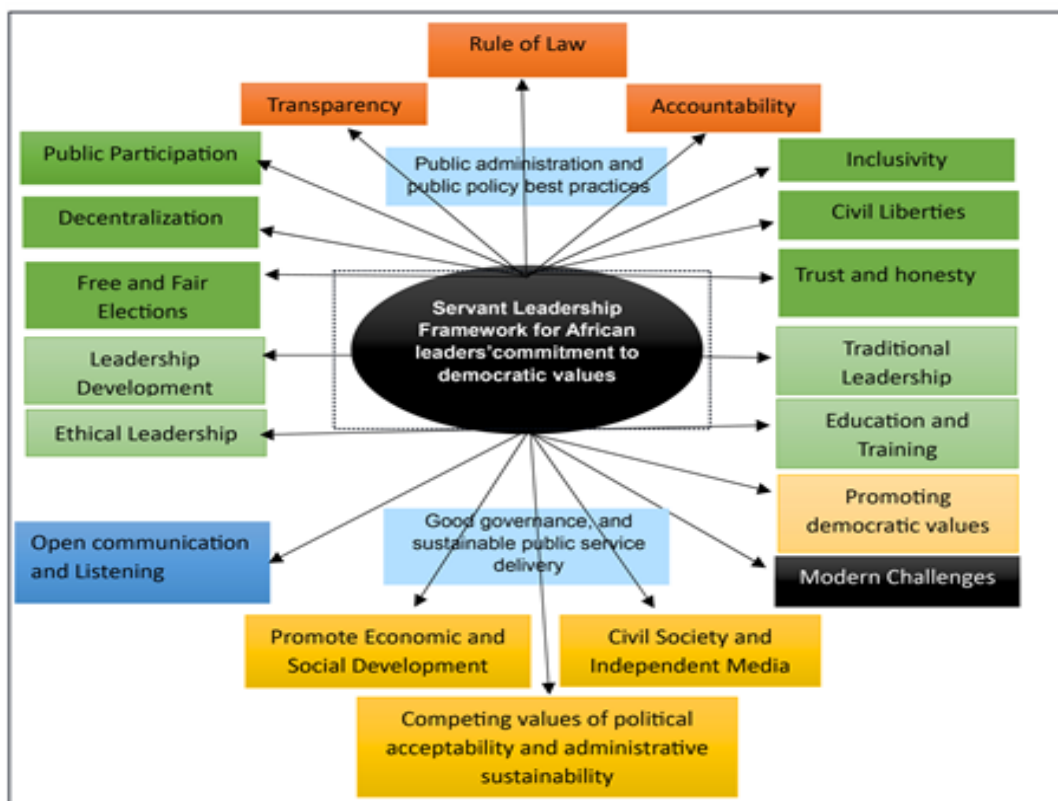 Rule of Law
Transparency
Accountability
Public Participation
Public administration and
public policy best practices
Inclusivity
Decentralization
Civil Liberties
Free and Fair
Elections
Trust and honesty
Servant Leadership
Framework for African
leaders'commitment to
democratic values
Leadership
Development
Traditional
Leadership
Ethical Leadership
Education and
Training
Promoting
democratic values
Open communication
and Listening
Good governance, and
sustainable public service
delivery
Modern Challenges
Promote Economic and
Social Development
Civil Society and
Independent Media
Competing values of political
acceptability and administrative
sustainability